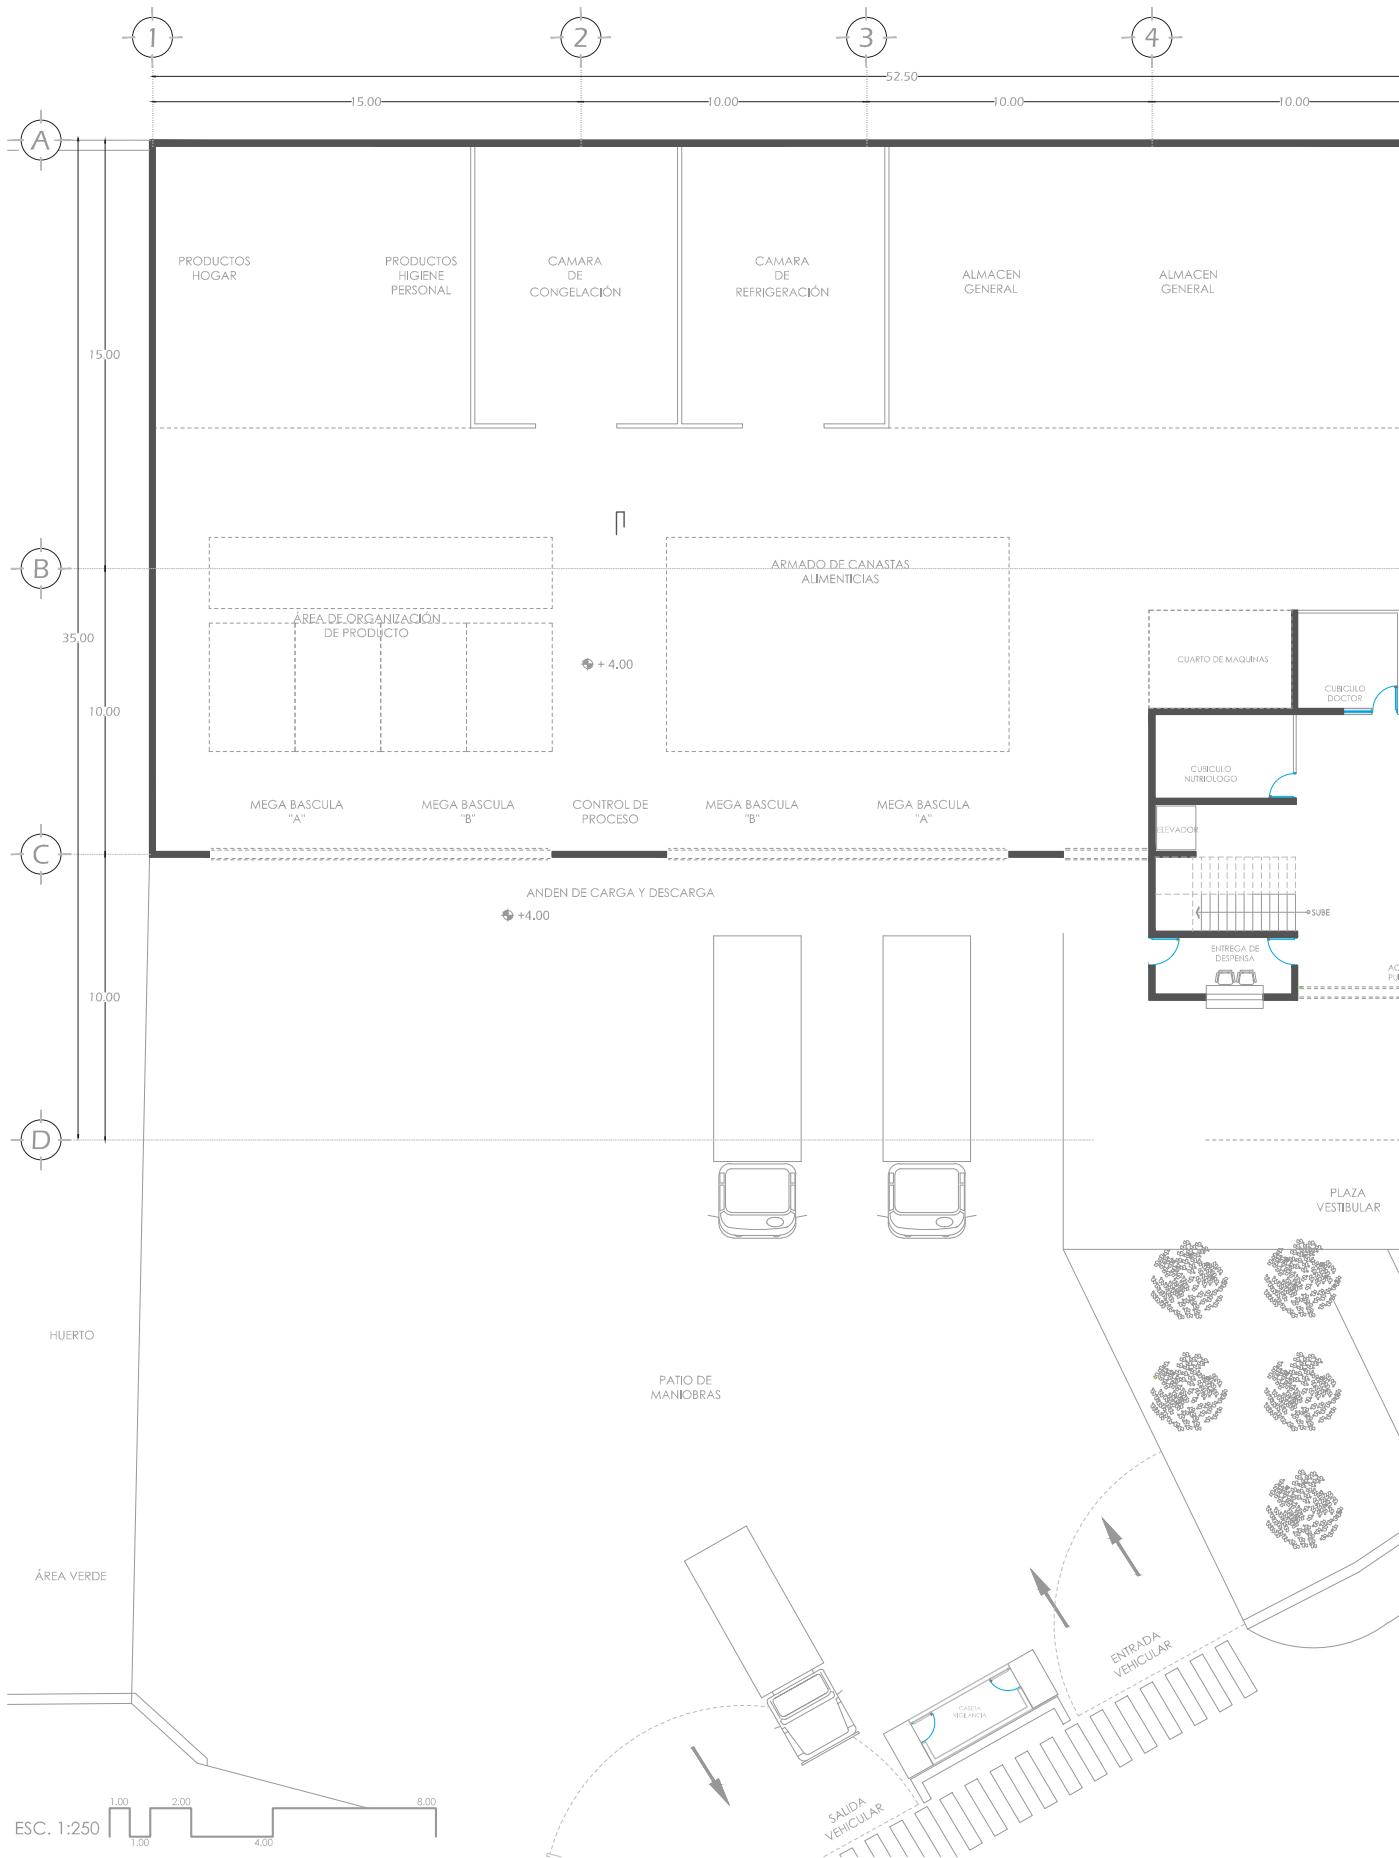 1
2
3
4
52.50
15.00
10.00
10.00
10.00
A
PRODUCTOS
HOGAR
PRODUCTOS
HIGIENE
PERSONAL
CAMARA
DE
CONGELACIÓN
CAMARA
DE
REFRIGERACIÓN
ALMACEN
GENERAL
ALMACEN
GENERAL
15.00
B
ARMADO DE CANASTAS
ALIMENTICIAS
ÁREA DE ORGANIZACIÓN
DE PRODUCTO
35.00
+ 4.00
CUARTO DE MAQUINAS
CUBICULO
DOCTOR
10.00
CUBICULO
NUTRIOLOGO
MEGA BASCULA
"A"
MEGA BASCULA
"B"
CONTROL DE
PROCESO
MEGA BASCULA
"B"
MEGA BASCULA
"A"
ELEVADOR
C
ANDEN DE CARGA Y DESCARGA
+4.00
SUBE
ENTREGA DE
DESPENSA
10.00
D
PLAZA
VESTIBULAR
HUERTO
PATIO DE
MANIOBRAS
ÁREA VERDE
ENTRADA
VEHICULAR
CASETA
VIGILANCIA
SALIDA
VEHICULAR
ESC. 1:250
1.00
2.00
8.00
1.00
4.00